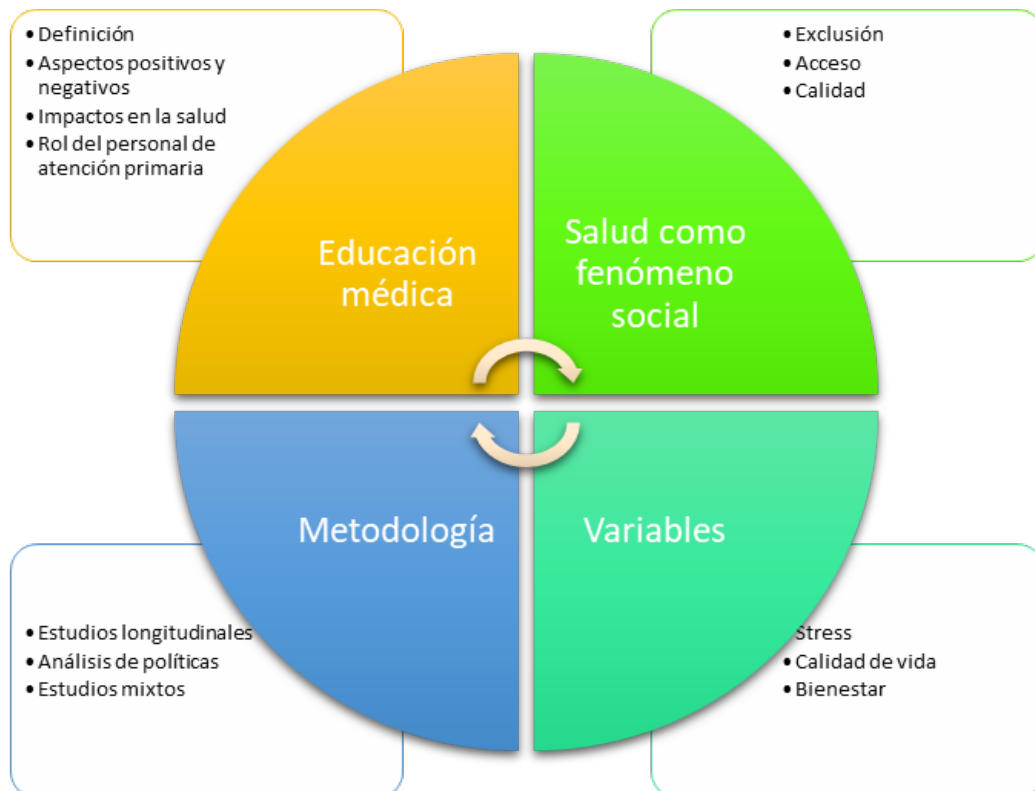 • Definición
• Aspectos positivos y
negativos
• Impactos en la salud
• Rol del personal de
atención primaria
• Exclusión
• Acceso
• Calidad
Educación
médica
Salud como
fenómeno
social
Metodología
Variables
• Estudios longitudinales
• Análisis de políticas
• Estudios mixtos
Stress
• Calidad de vida
• Bienestar